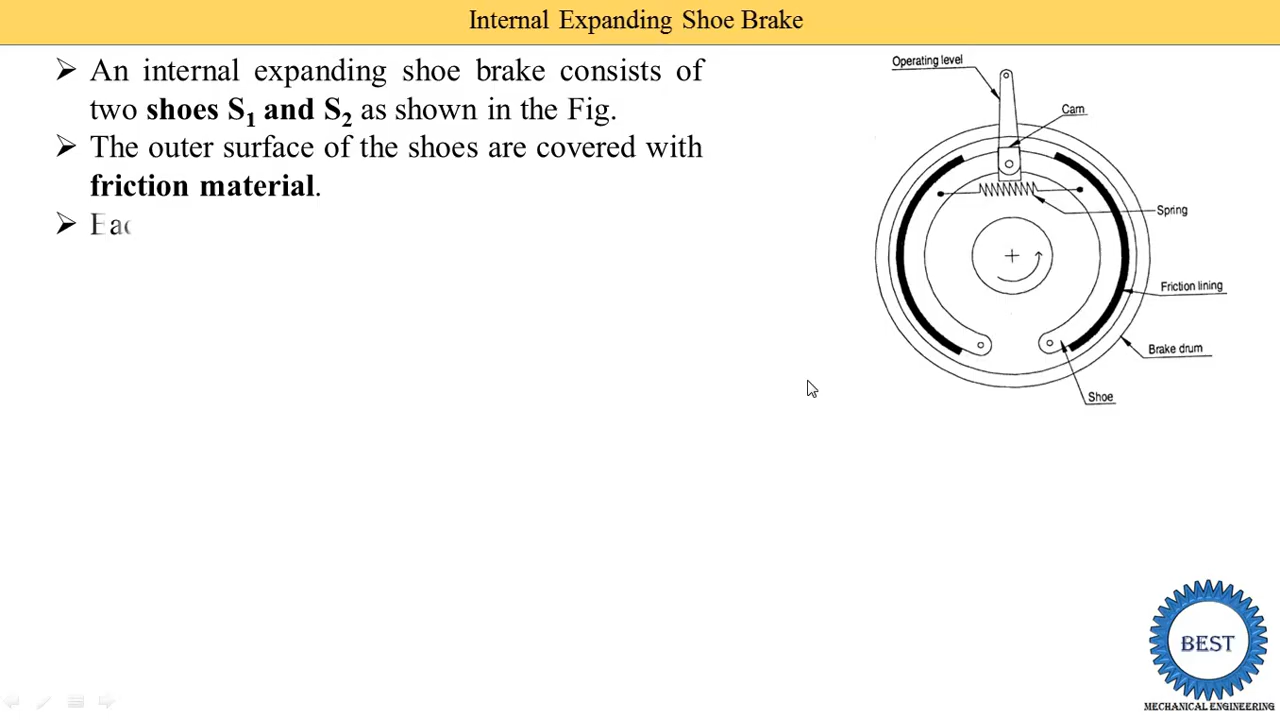 Internal Expanding Shoe Brake
➢ An internal expanding shoe brake consists of
two shoes S1 and S2 as shown in the Fig.
➢ The outer surface of the shoes are covered with
friction material.
➢ Eac
Operating level
Cam
Spring
Friction lining
Brake drum
Shoe
BEST
MECHANICAL ENGINEERING